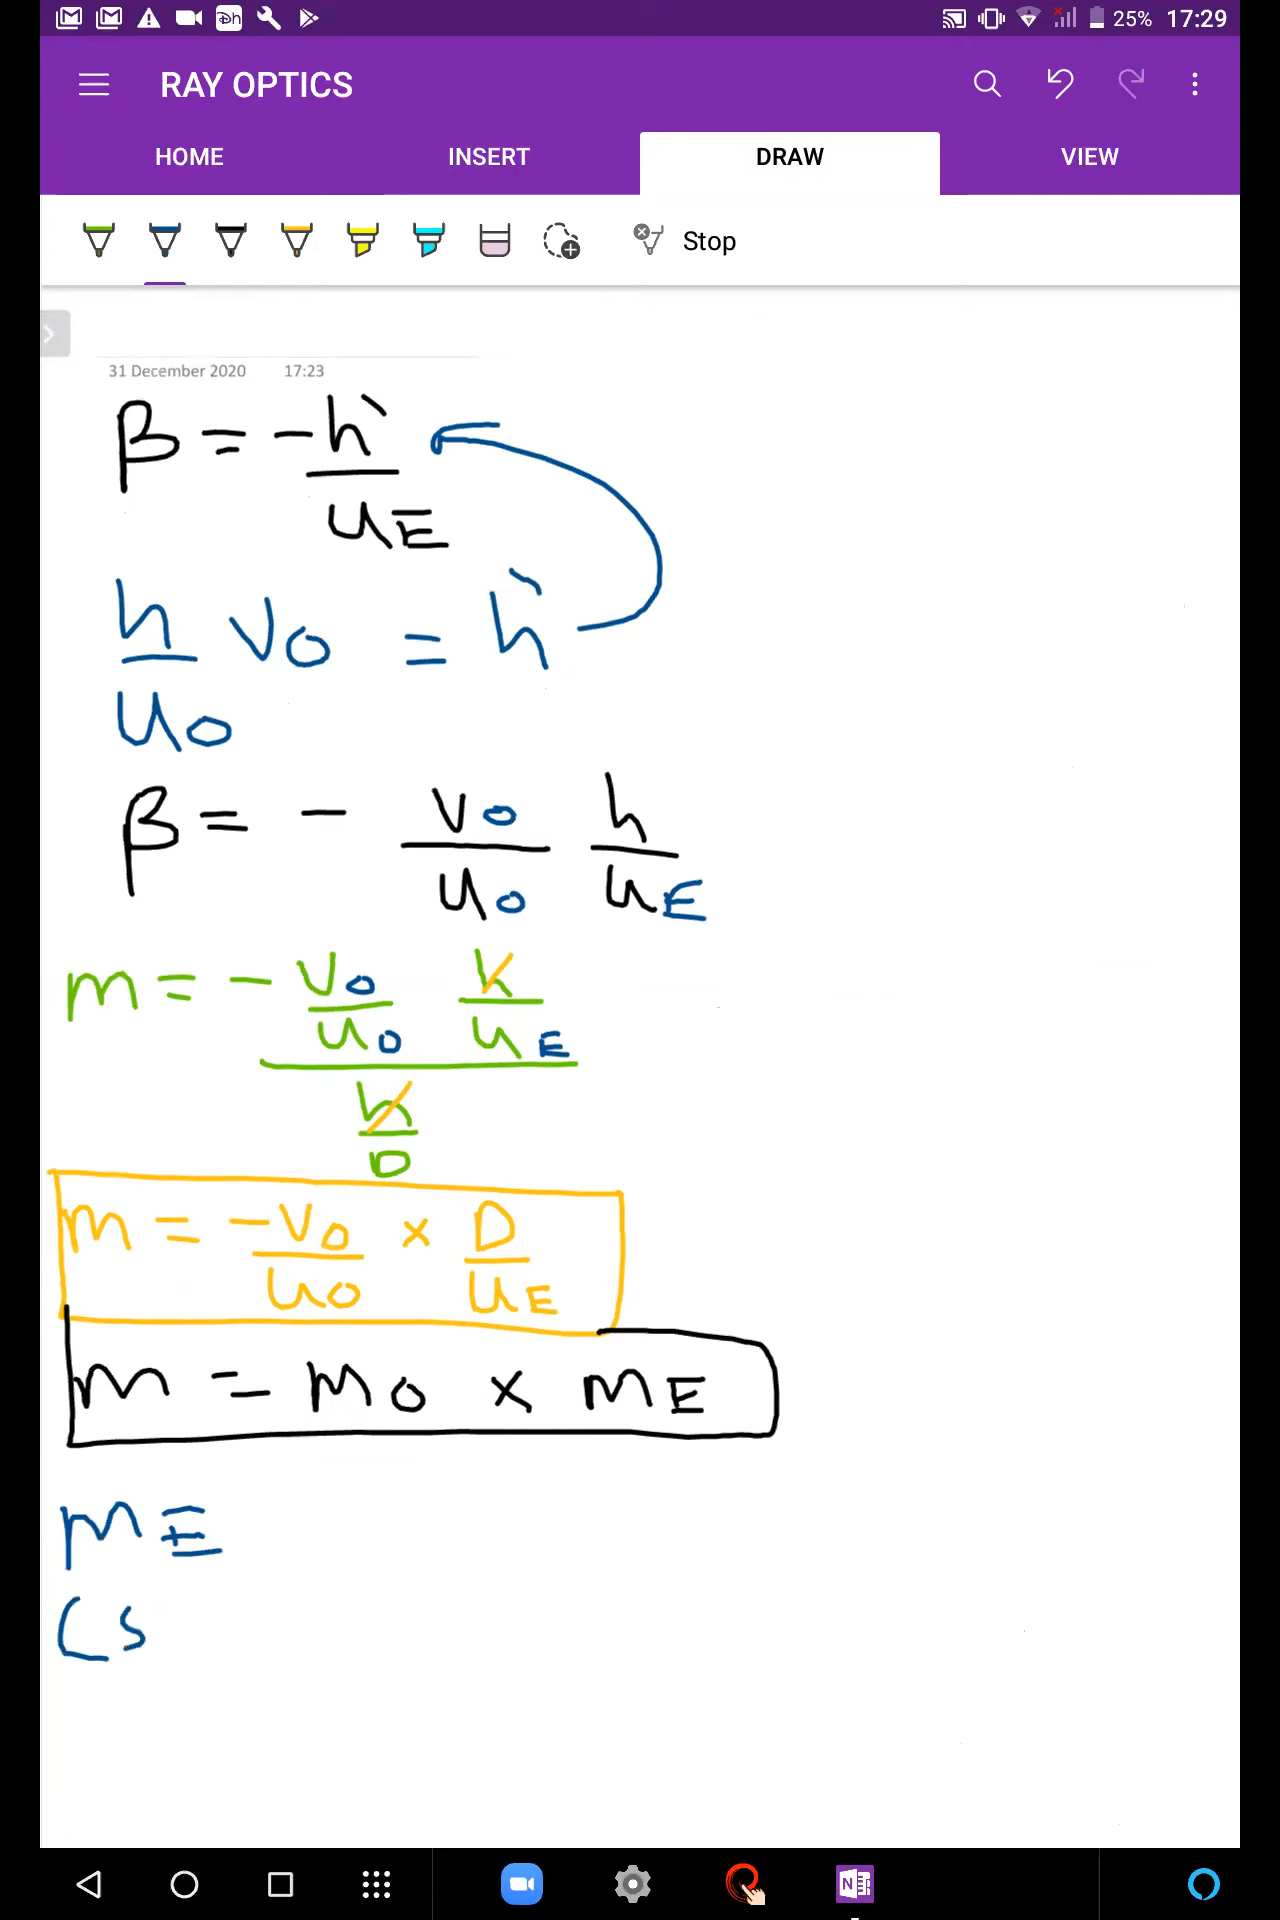 25% 17:29
RAY OPTICS
HOME INSERT DRAW VIEW
Stop
31 December 2020 17:23
β = -h`/uE
h/uo vo = h`
β = - vo/uo h/uE
m = - vo/uo h/uE / h/D
m = -vo/uo × D/uE
m = mo × mE
mE
(s